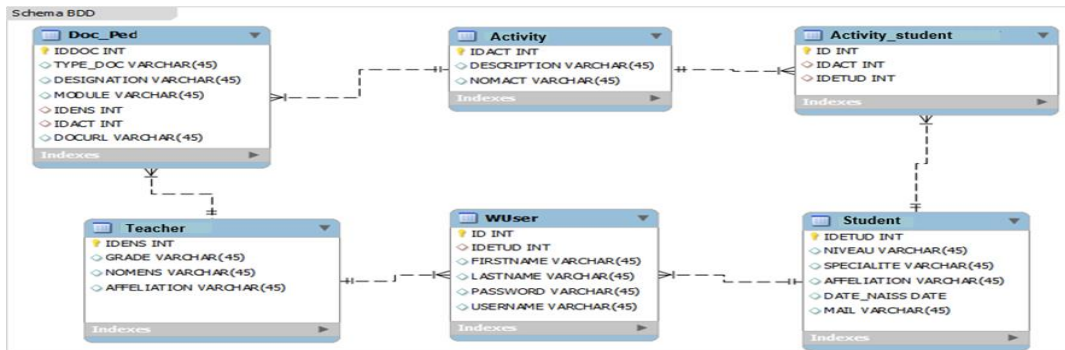 Schema BDD
Doc_Ped
IDDOC INT
TYPE_DOC VARCHAR(45)
DESIGNATION VARCHAR(45)
MODULE VARCHAR(45)
IDENS INT
IDACT INT
DOCURL VARCHAR(45)
Indexes
Activity
IDACT INT
DESCRIPTION VARCHAR(45)
NOMACT VARCHAR(45)
Indexes
Activity_student
ID INT
IDACT INT
IDETUD INT
Indexes
Teacher
IDENS INT
GRADE VARCHAR(45)
NOMENS VARCHAR(45)
AFFELIATION VARCHAR(45)
Indexes
WUser
ID INT
IDETUD INT
FIRSTNAME VARCHAR(45)
LASTNAME VARCHAR(45)
PASSWORD VARCHAR(45)
USERNAME VARCHAR(45)
Indexes
Student
IDETUD INT
NIVEAU VARCHAR(45)
SPECIALITE VARCHAR(45)
AFFELIATION VARCHAR(45)
DATE_NAISS DATE
MAIL VARCHAR(45)
Indexes